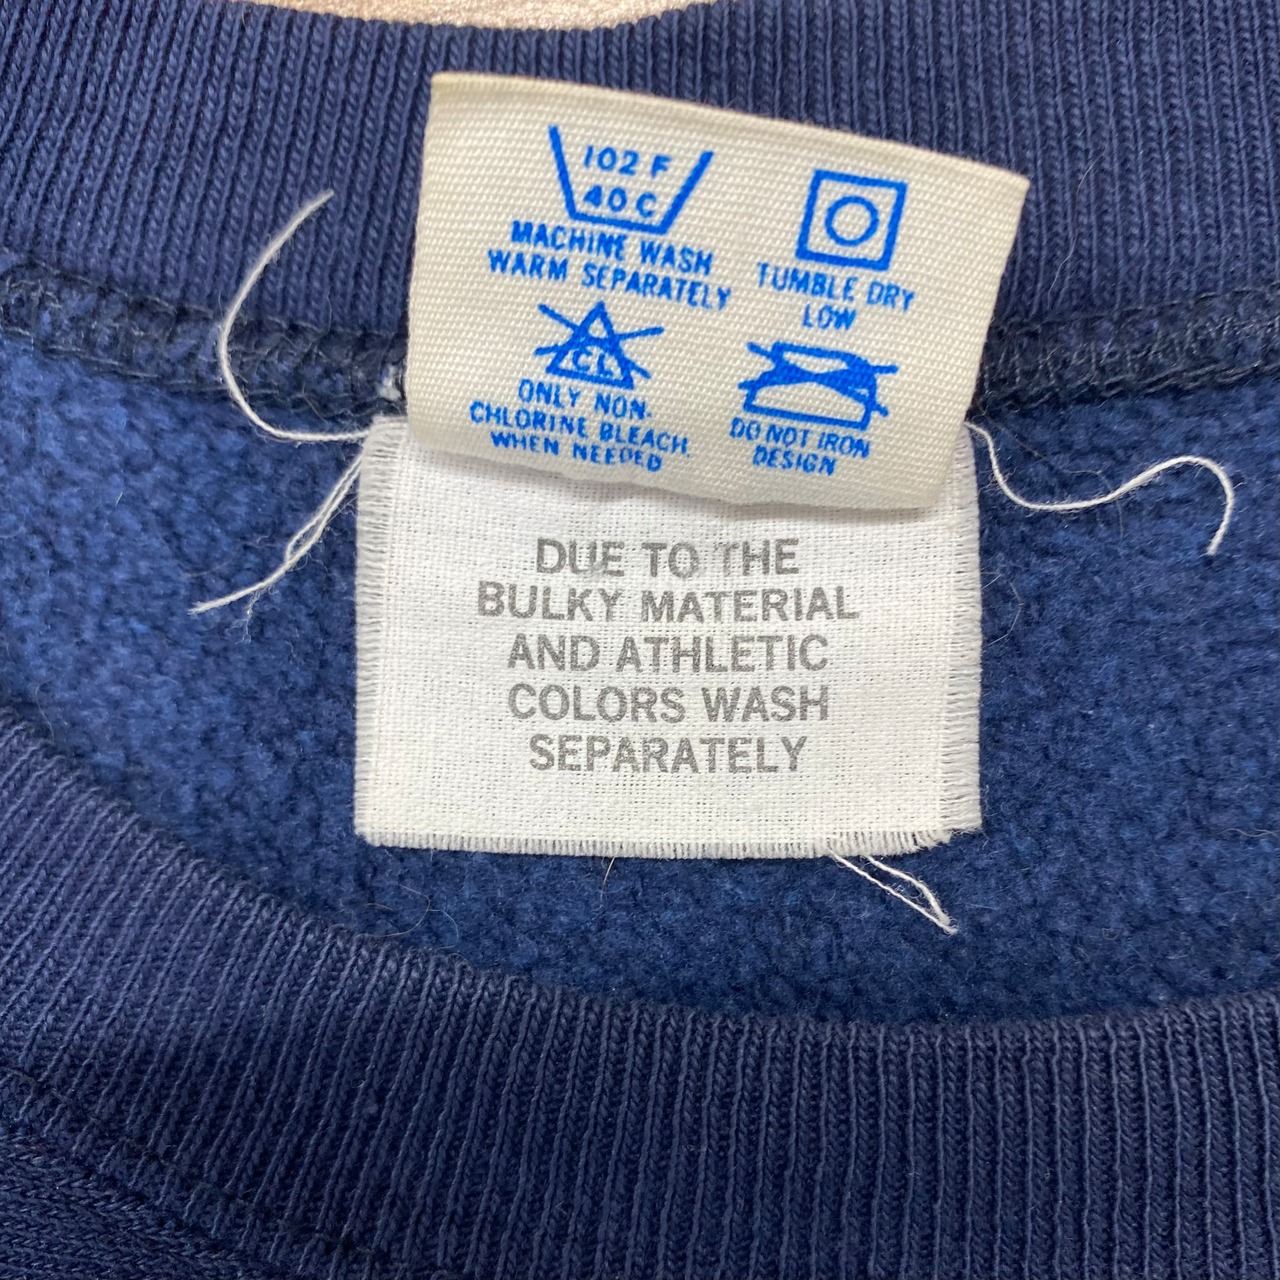 102 F
40 C
MACHINE WASH
WARM SEPARATELY
TUMBLE DRY
LOW
CL
ONLY NON-
CHLORINE BLEACH
WHEN NEEDED
DO NOT IRON
DESIGN
DUE TO THE
BULKY MATERIAL
AND ATHLETIC
COLORS WASH
SEPARATELY